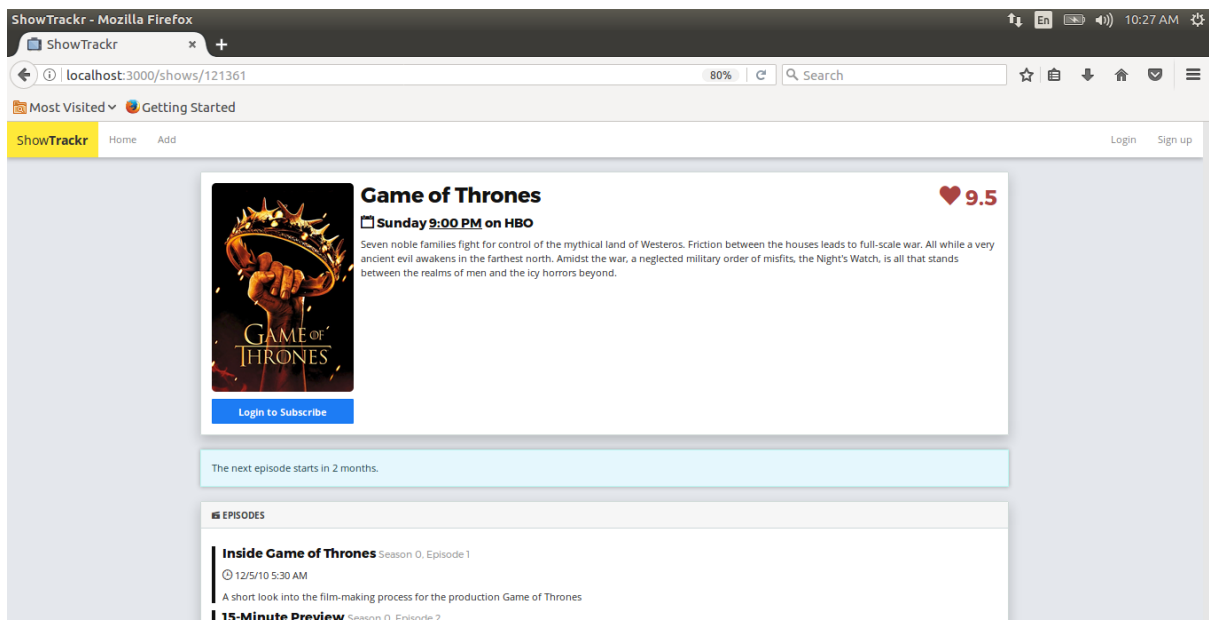 ShowTrackr - Mozilla Firefox
En
10:27 AM
ShowTrackr
localhost:3000/shows/121361
80%
Search
Most Visited
Getting Started
ShowTrackr
Home
Add
Login
Sign up
Game of Thrones
9.5
Sunday 9:00 PM on HBO
Seven noble families fight for control of the mythical land of Westeros. Friction between the houses leads to full-scale war. All while a very
ancient evil awakens in the farthest north. Amidst the war, a neglected military order of misfits, the Night's Watch, is all that stands
between the realms of men and the icy horrors beyond.
GAME OF
THRONES
Login to Subscribe
The next episode starts in 2 months.
EPISODES
Inside Game of Thrones Season 0, Episode 1
12/5/10 5:30 AM
A short look into the film-making process for the production Game of Thrones
15-Minute Preview Season 0, Episode 2